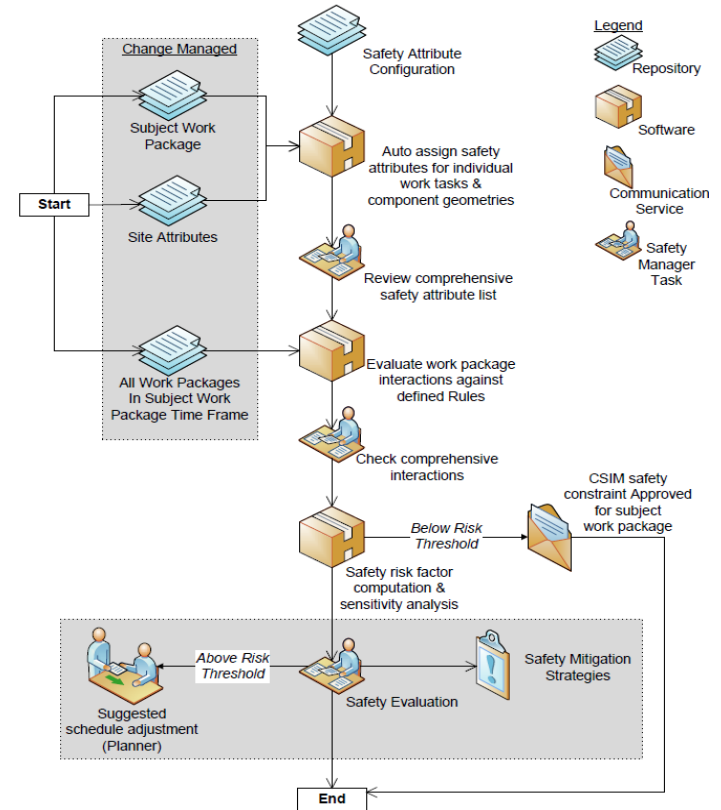 Change Managed
Subject Work
Package
Start
Site Attributes
All Work Packages
In Subject Work
Package Time Frame
Safety Attribute
Configuration
Auto assign safety
attributes for individual
work tasks &
component geometries
Review comprehensive
safety attribute list
Evaluate work package
interactions against
defined Rules
Check comprehensive
interactions
Safety risk factor
computation &
sensitivity analysis
Below Risk
Threshold
CSIM safety
constraint Approved
for subject
work package
Above Risk
Threshold
Suggested
schedule adjustment
(Planner)
Safety Evaluation
Safety Mitigation
Strategies
End
Legend
Repository
Software
Communication
Service
Safety
Manager
Task